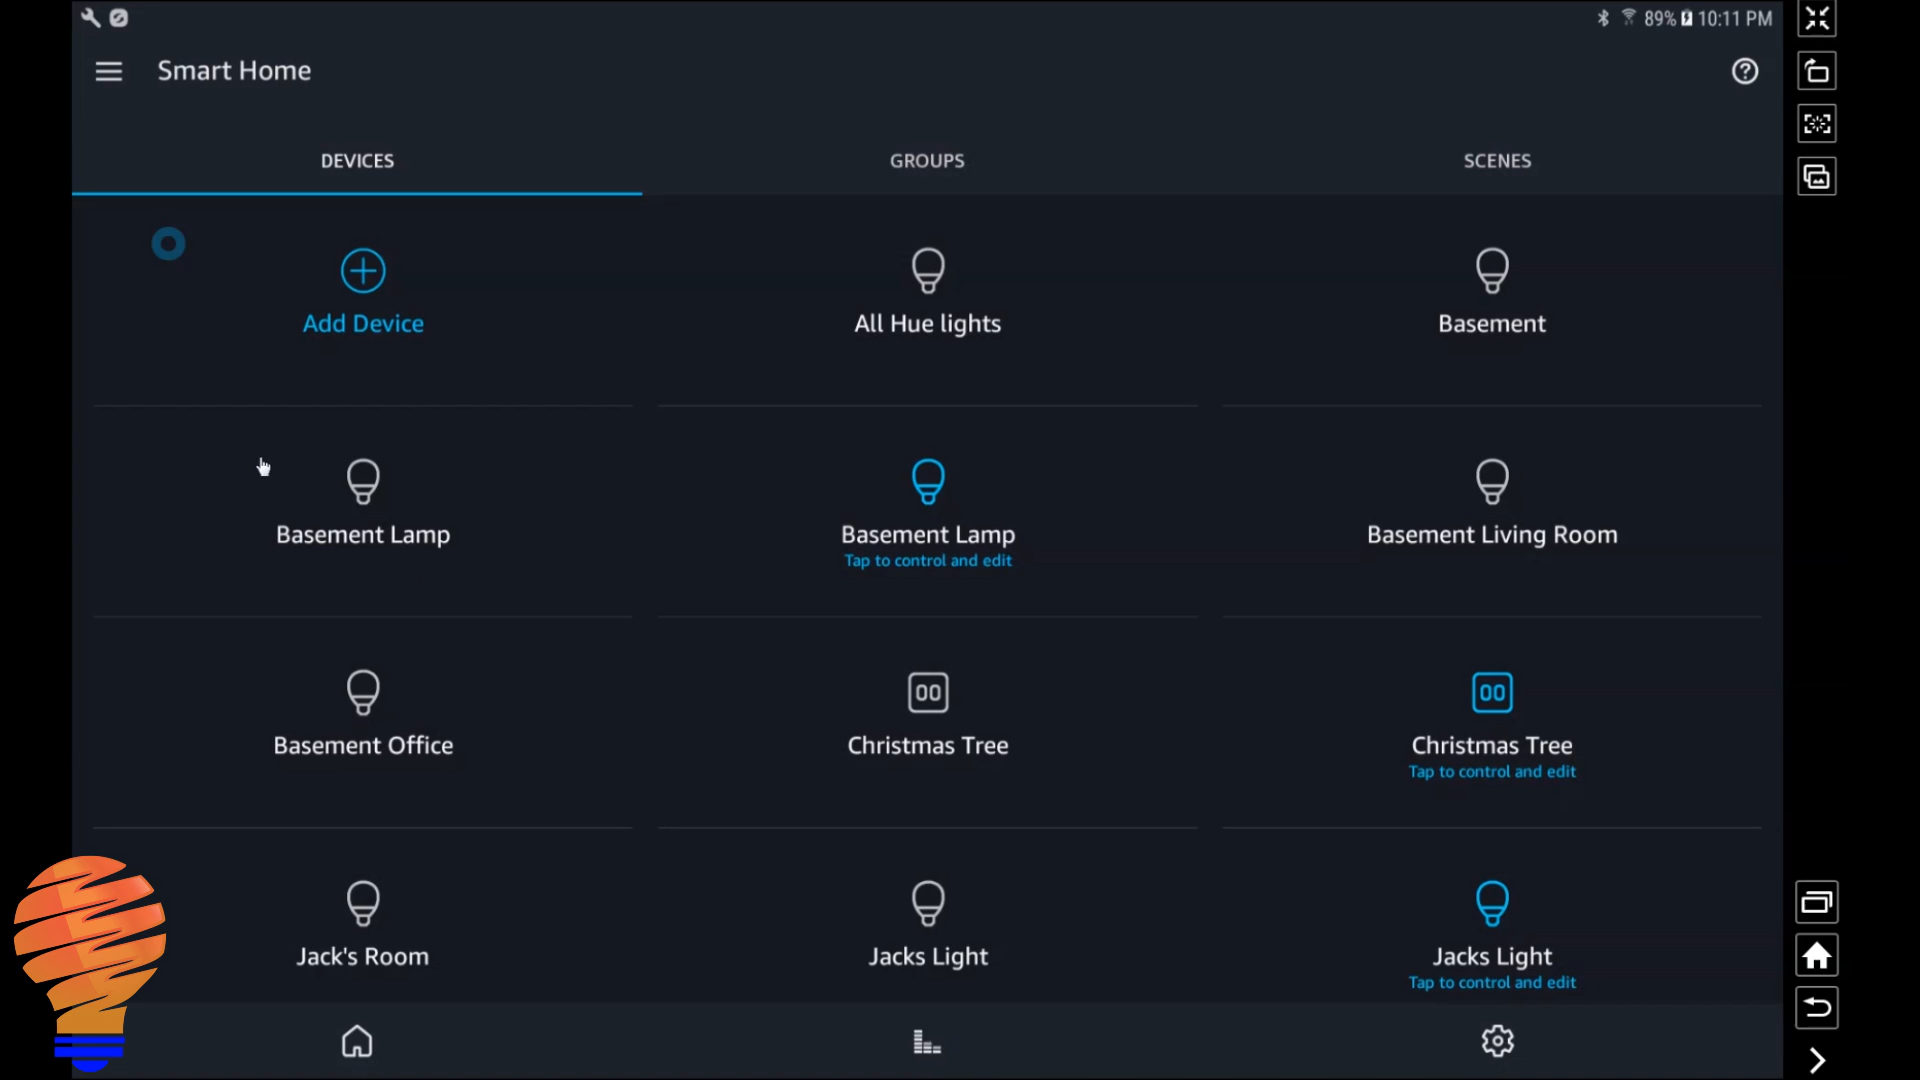 89% 10:11 PM
Smart Home
DEVICES
GROUPS
SCENES
Add Device
All Hue lights
Basement
Basement Lamp
Basement Lamp
Tap to control and edit
Basement Living Room
Basement Office
Christmas Tree
Christmas Tree
Tap to control and edit
Jack's Room
Jacks Light
Jacks Light
Tap to control and edit